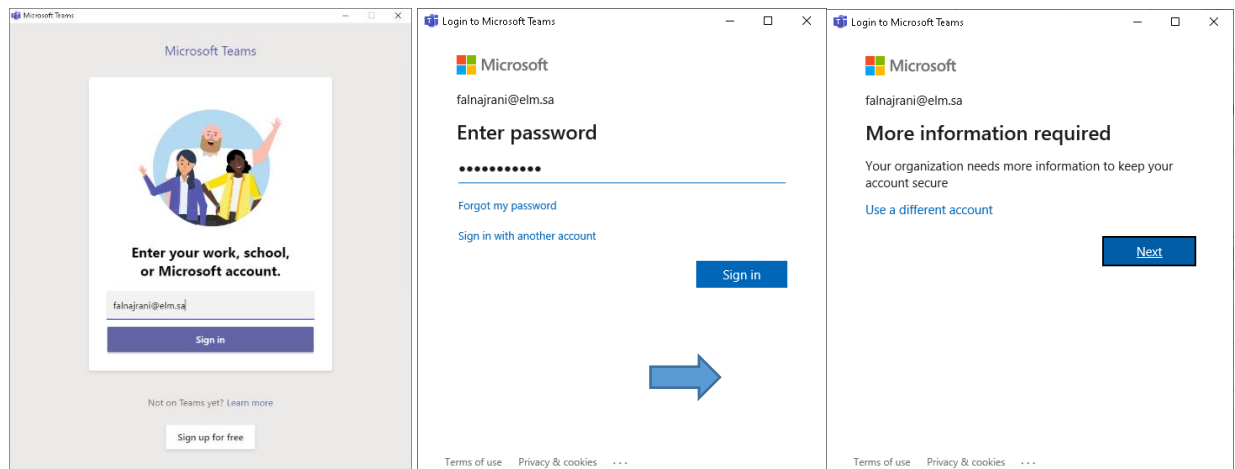 Microsoft Teams
Microsoft Teams
Enter your work, school,
or Microsoft account.
falnajrani@elm.sa
Sign in
Not on Teams yet? Learn more
Sign up for free
Login to Microsoft Teams
Microsoft
falnajrani@elm.sa
Enter password
•••••••••••
Forgot my password
Sign in with another account
Sign in
Terms of use Privacy & cookies ...
Login to Microsoft Teams
Microsoft
falnajrani@elm.sa
More information required
Your organization needs more information to keep your
account secure
Use a different account
Next
Terms of use Privacy & cookies ...